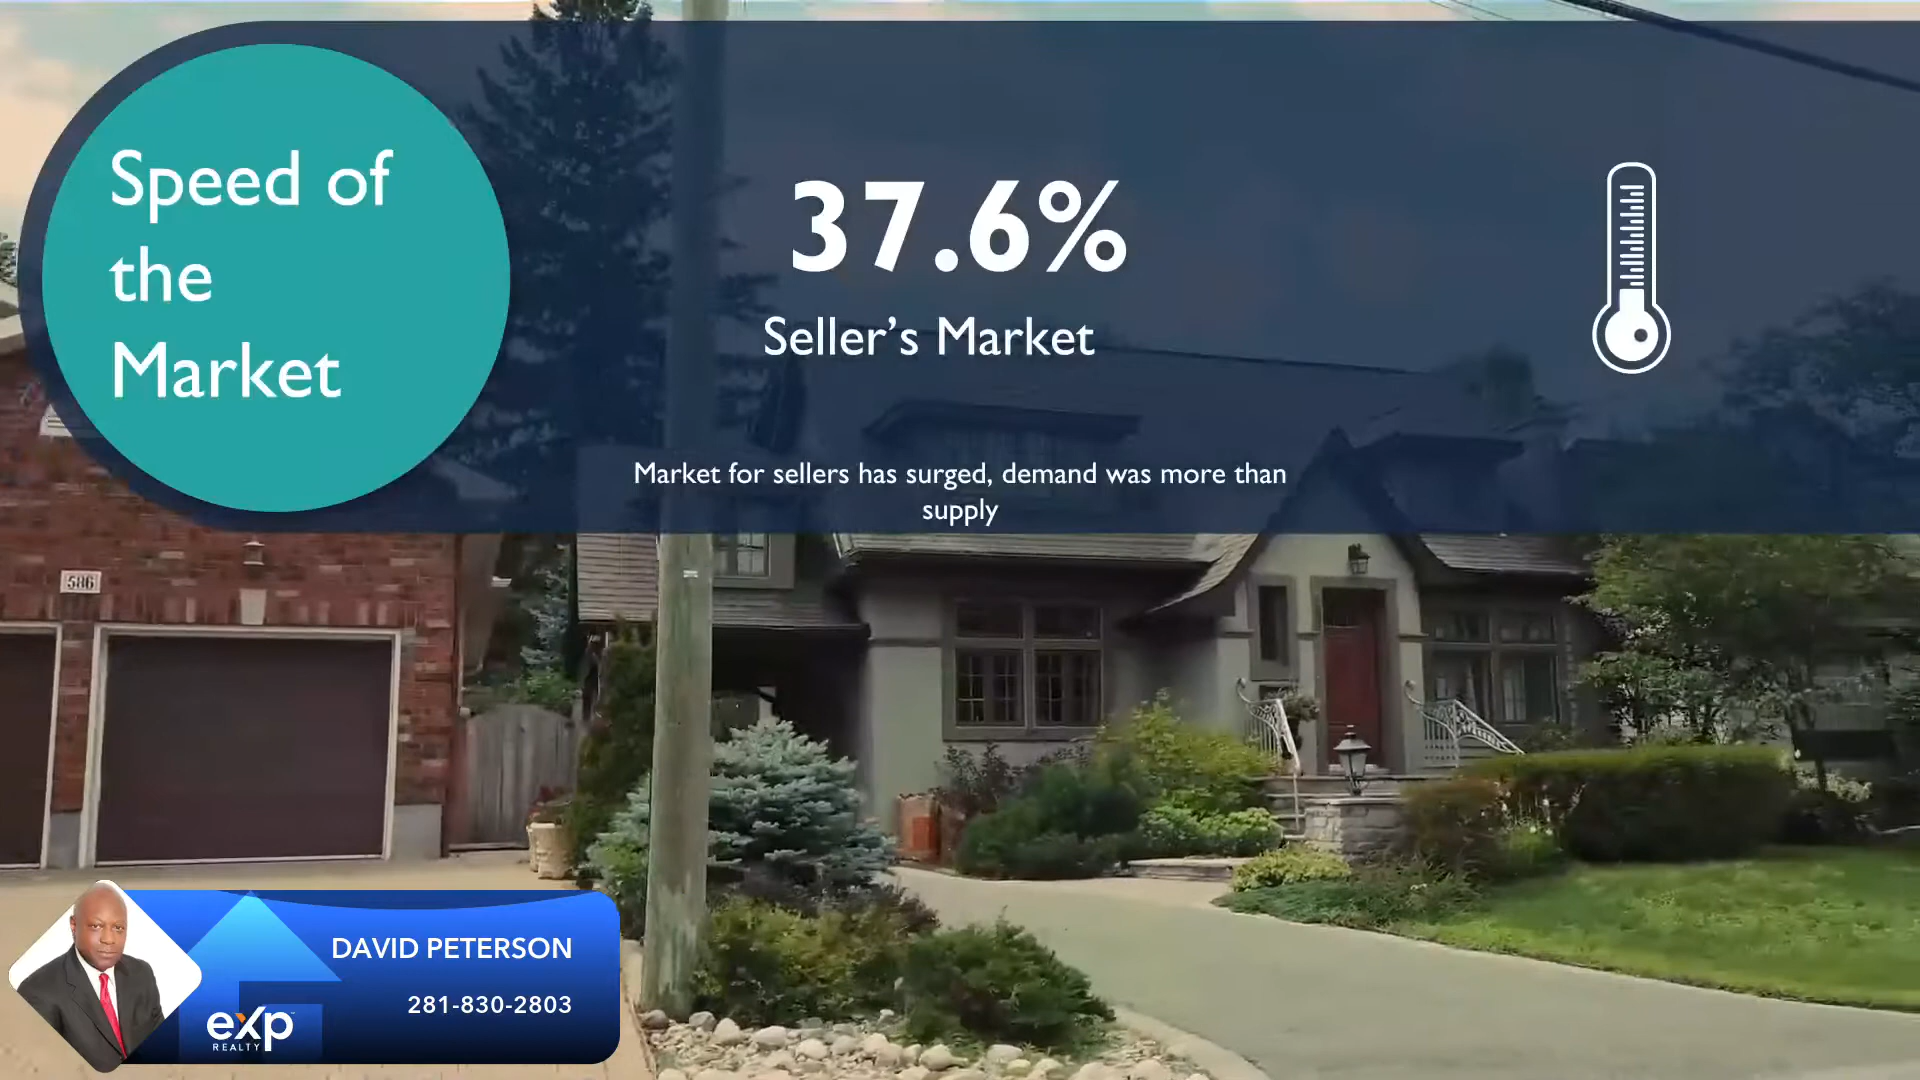 Speed of
the
Market
37.6%
Seller’s Market
Market for sellers has surged, demand was more than
supply
586
DAVID PETERSON
281-830-2803
eXp
REALTY